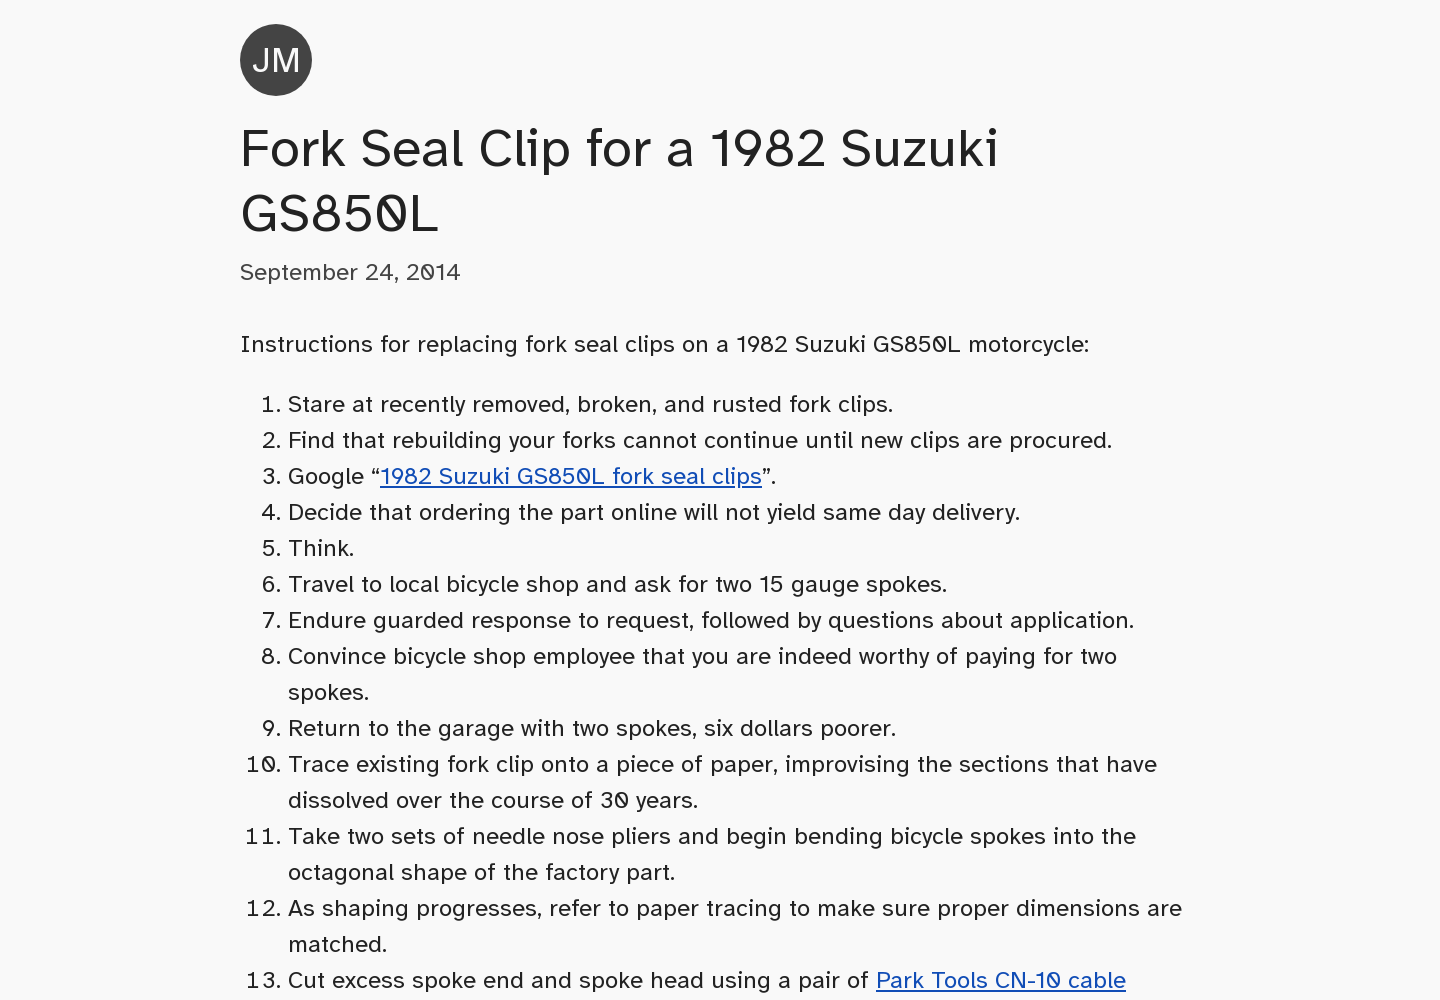 JM
Fork Seal Clip for a 1982 Suzuki
GS850L
September 24, 2014
Instructions for replacing fork seal clips on a 1982 Suzuki GS850L motorcycle:
1. Stare at recently removed, broken, and rusted fork clips.
2. Find that rebuilding your forks cannot continue until new clips are procured.
3. Google “1982 Suzuki GS850L fork seal clips”.
4. Decide that ordering the part online will not yield same day delivery.
5. Think.
6. Travel to local bicycle shop and ask for two 15 gauge spokes.
7. Endure guarded response to request, followed by questions about application.
8. Convince bicycle shop employee that you are indeed worthy of paying for two
spokes.
9. Return to the garage with two spokes, six dollars poorer.
10. Trace existing fork clip onto a piece of paper, improvising the sections that have
dissolved over the course of 30 years.
11. Take two sets of needle nose pliers and begin bending bicycle spokes into the
octagonal shape of the factory part.
12. As shaping progresses, refer to paper tracing to make sure proper dimensions are
matched.
13. Cut excess spoke end and spoke head using a pair of Park Tools CN-10 cable